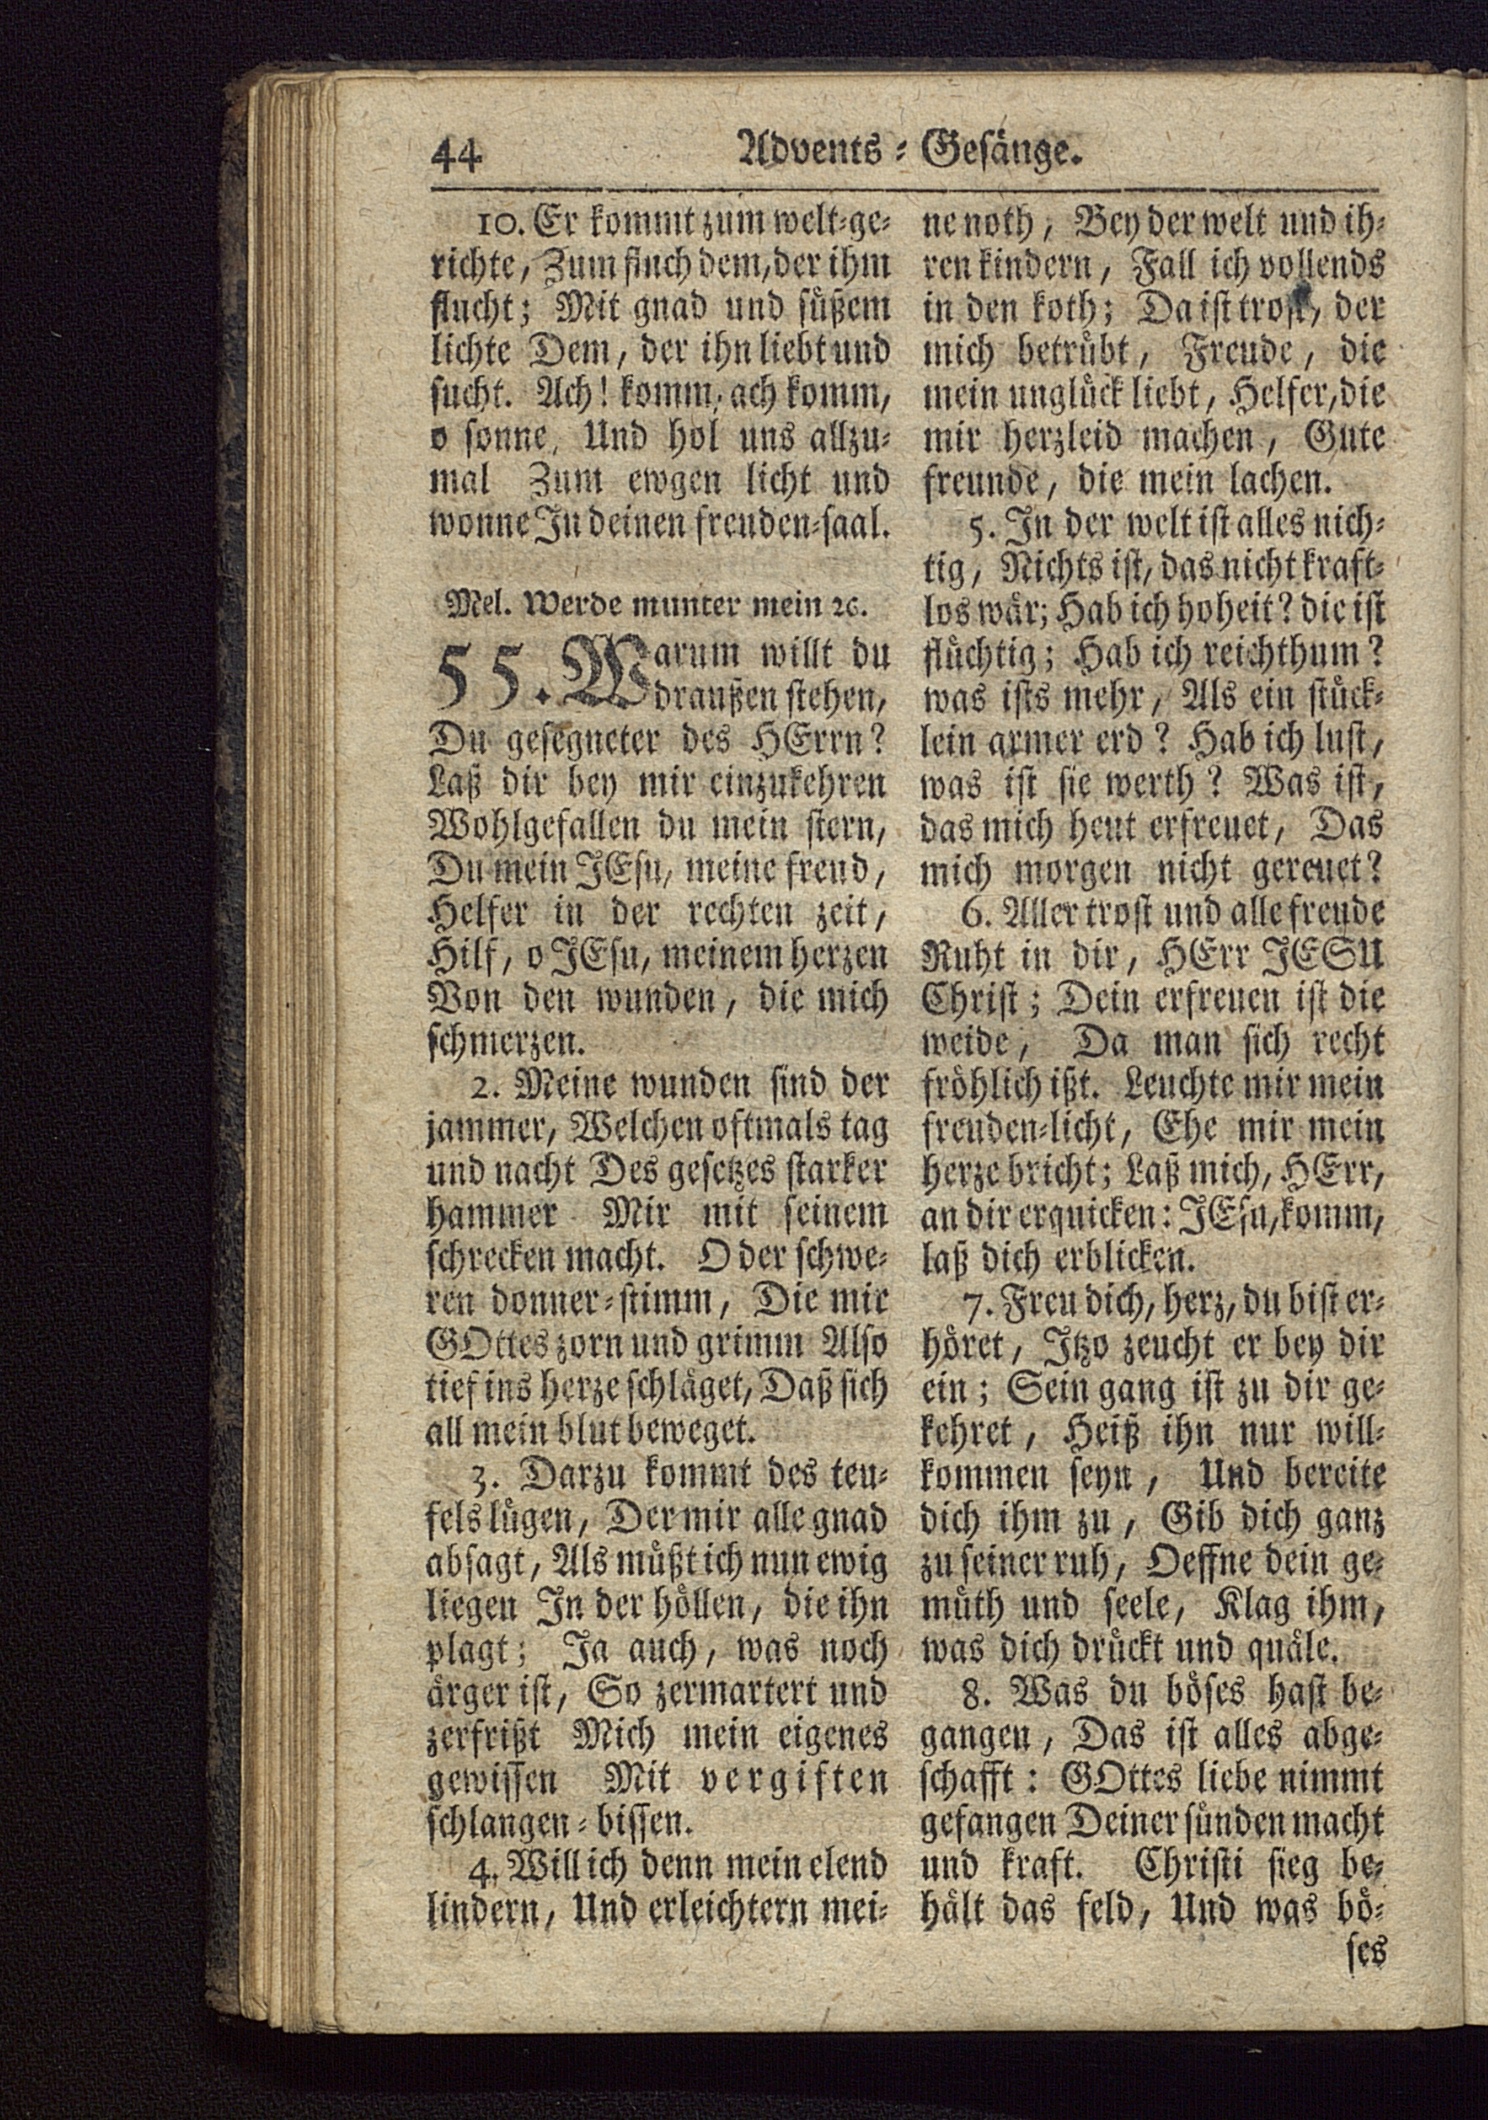 44 Advents-Gesänge.
10. Er kommt zum welt-ge-
richte, Zum fluch dem, der ihm
flucht; Mit gnad und süßem
lichte Dem, der ihn liebt und
sucht. Ach! komm, ach komm,
o sonne, Und hol uns allzu-
mal Zum ewgen licht und
wonne In deinen freuden-saal.
Mel. Werde munter mein ꝛc.
55. Warum willt du
draußen stehen,
Du gesegneter des HErrn?
Laß dir bey mir einzukehren
Wohlgefallen du mein stern,
Du mein JEsu, meine freud,
Helfer in der rechten zeit,
Hilf, o JEsu, meinem herzen
Von den wunden, die mich
schmerzen.
2. Meine wunden sind der
jammer, Welchen oftmals tag
und nacht Des gesetzes starker
hammer Mir mit seinem
schrecken macht. O der schwe-
ren donner-stimm, Die mir
GOttes zorn und grimm Also
tief ins herze schläget, Daß sich
all mein blut beweget.
3. Darzu kommt des teu-
fels lügen, Der mir alle gnad
absagt, Als müßt ich nun ewig
liegen In der höllen, die ihn
plagt; Ja auch, was noch
ärger ist, So zermartert und
zerfrißt Mich mein eigenes
gewissen Mit vergiften
schlangen-bissen.
4. Will ich denn mein elend
lindern, Und erleichtern mei-
ne noth, Bey der welt und ih-
ren kindern, Fall ich vollends
in den koth; Da ist trost, der
mich betrübt, Freude, die
mein unglück liebt, Helfer, die
mir herzleid machen, Gute
freunde, die mein lachen.
5. In der welt ist alles nich-
tig, Nichts ist, das nicht kraft-
los wär; Hab ich hoheit? die ist
flüchtig; Hab ich reichthum?
was ists mehr, Als ein stück-
lein armer erd? Hab ich lust,
was ist sie werth? Was ist,
das mich heut erfreuet, Das
mich morgen nicht gereuet?
6. Aller trost und alle freude
Ruht in dir, HErr JESU
Christ; Dein erfreuen ist die
weide, Da man sich recht
fröhlich ißt. Leuchte mir mein
freuden-licht, Ehe mir mein
herze bricht; Laß mich, HErr,
an dir erquicken: JEsu, komm,
laß dich erblicken.
7. Freu dich, herz, du bist er-
höret, Itzo zeucht er bey dir
ein; Sein gang ist zu dir ge-
kehret, Heiß ihn nur will-
kommen seyn, Und bereite
dich ihm zu, Gib dich ganz
zu seiner ruh, Oeffne dein ge-
müth und seele, Klag ihm,
was dich drückt und quäle.
8. Was du böses hast be-
gangen, Das ist alles abge-
schafft: GOttes liebe nimmt
gefangen Deiner sünden macht
und kraft. Christi sieg be-
hält das feld, Und was bö-
ses